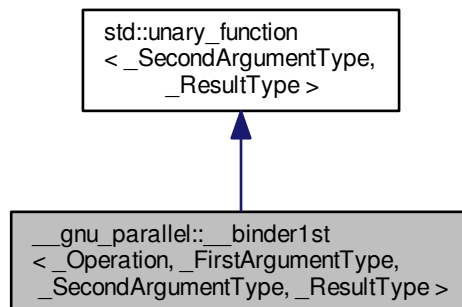 std::unary_function
< _SecondArgumentType,
_ResultType >
__gnu_parallel::__binder1st
< _Operation, _FirstArgumentType,
_SecondArgumentType, _ResultType >